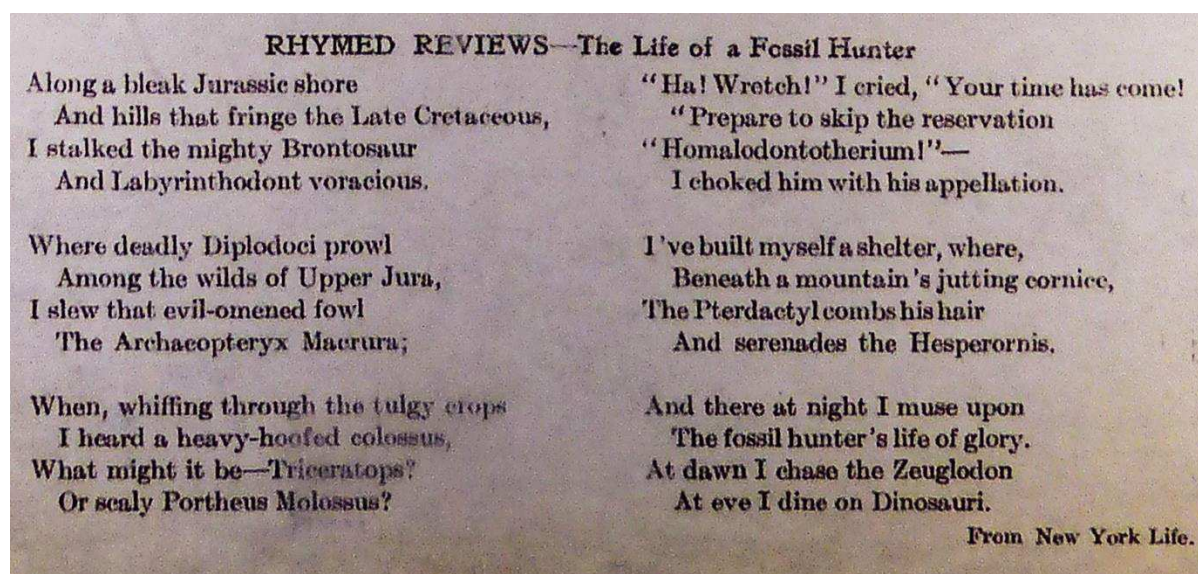 RHYMED REVIEWS—The Life of a Fossil Hunter
Along a bleak Jurassic shore
And hills that fringe the Late Cretaceous,
I stalked the mighty Brontosaur
And Labyrinthodont voracious.
Where deadly Diplodoci prowl
Among the wilds of Upper Jura,
I slew that evil-omened fowl
The Archaeopteryx Macrura;
When, whiffing through the tulgy crops
I heard a heavy-hoofed colossus,
What might it be—Triceratops?
Or scaly Portheus Molossus?
"Ha! Wretch!" I cried, "Your time has come!
"Prepare to skip the reservation
"Homalodontotherium!"—
I choked him with his appellation.
I've built myself a shelter, where,
Beneath a mountain's jutting cornice,
The Pterdactyl combs his hair
And serenades the Hesperornis.
And there at night I muse upon
The fossil hunter's life of glory.
At dawn I chase the Zeuglodon
At eve I dine on Dinosauri.
From New York Life.